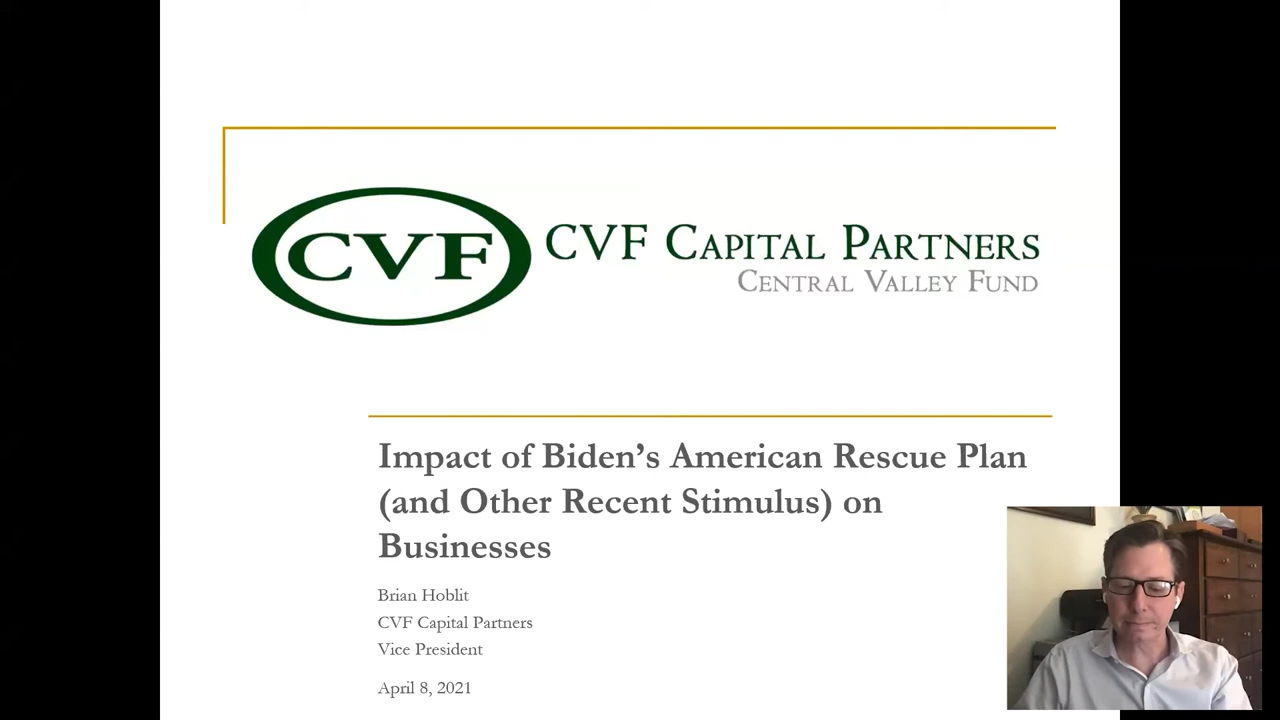 CVF
CVF CAPITAL PARTNERS
CENTRAL VALLEY FUND
Impact of Biden’s American Rescue Plan
(and Other Recent Stimulus) on
Businesses
Brian Hoblit
CVF Capital Partners
Vice President
April 8, 2021